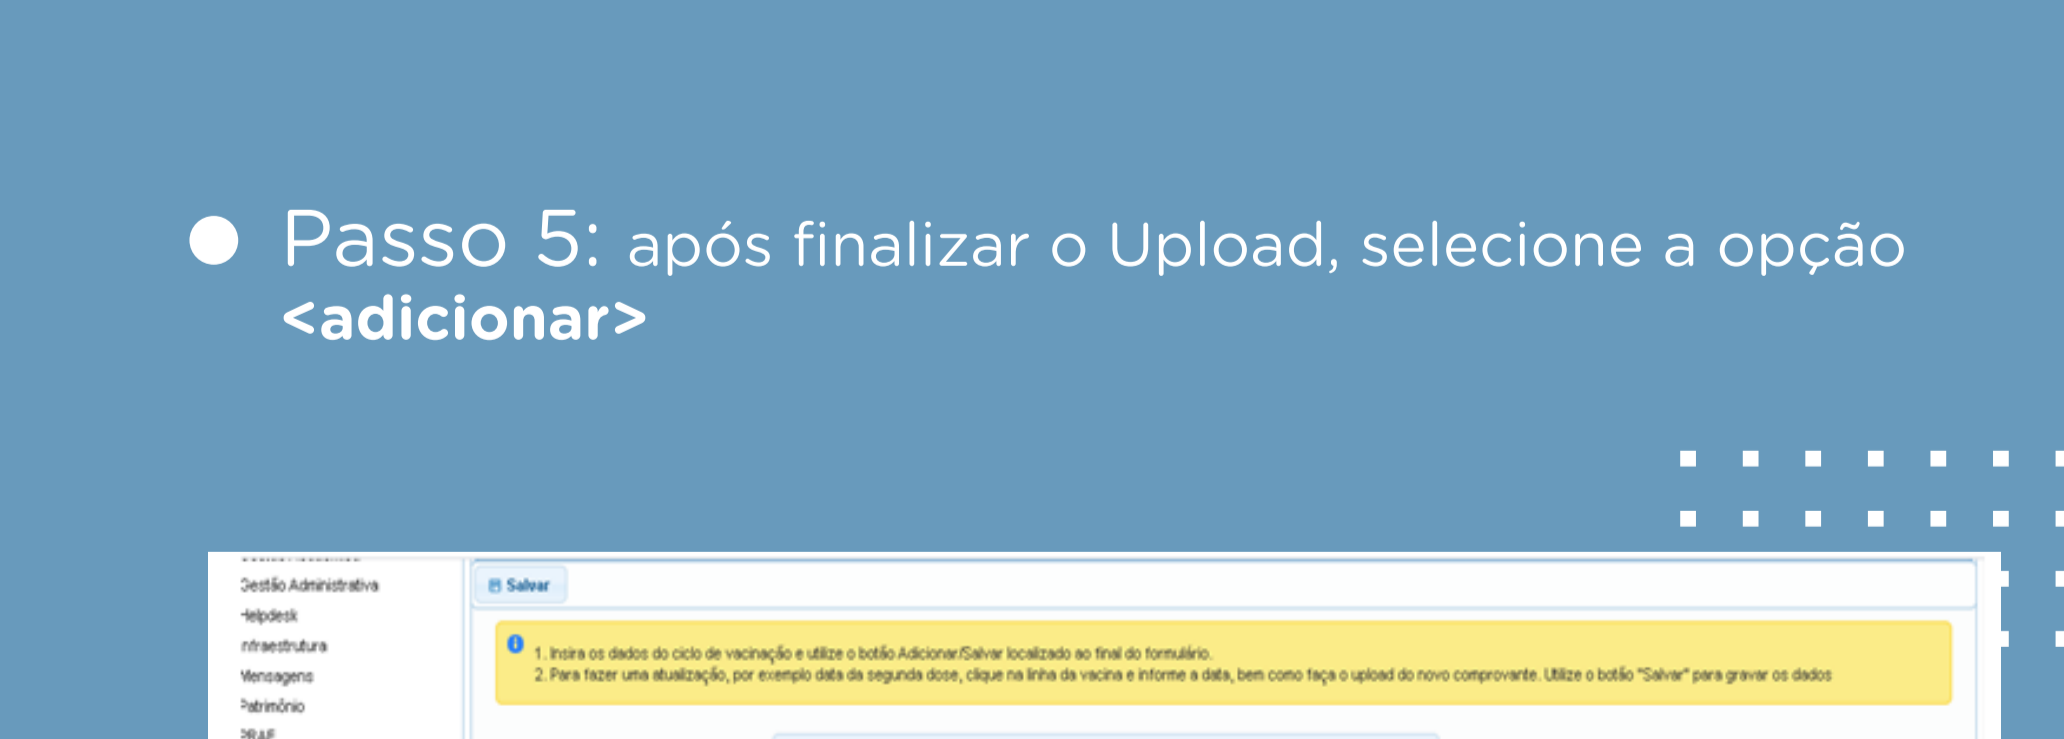 Passo 5: após finalizar o Upload, selecione a opção
<adicionar>
Gestão Administrativa
Helpdesk
nfraestrutura
Mensagens
Patrimônio
PRAE
Salvar
1. Insira os dados do ciclo de vacinação e utilize o botão Adicionar/Salvar localizado ao final do formulário.
2. Para fazer uma atualização, por exemplo data da segunda dose, clique na linha da vacina e informe a data, bem como faça o upload do novo comprovante. Utilize o botão "Salvar" para gravar os dados